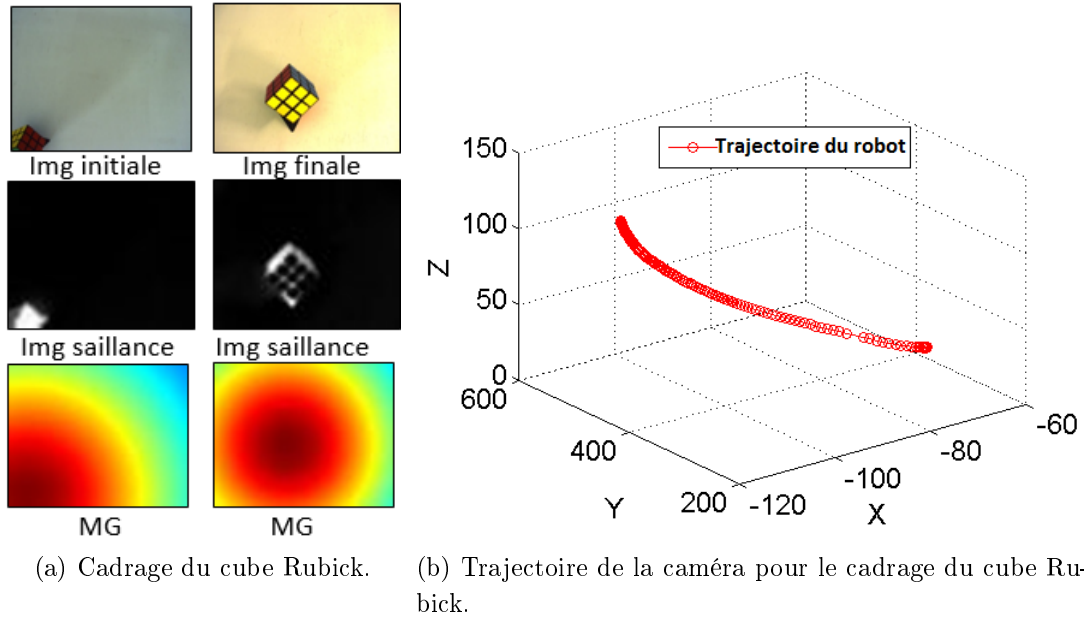 Img initiale
Img finale
Img saillance
Img saillance
MG
MG
Trajectoire du robot
150
100
50
0
Z
600
400
200
Y
-120
-100
-80
-60
X
(a) Cadrage du cube Rubick.
(b) Trajectoire de la caméra pour le cadrage du cube Ru-
bick.